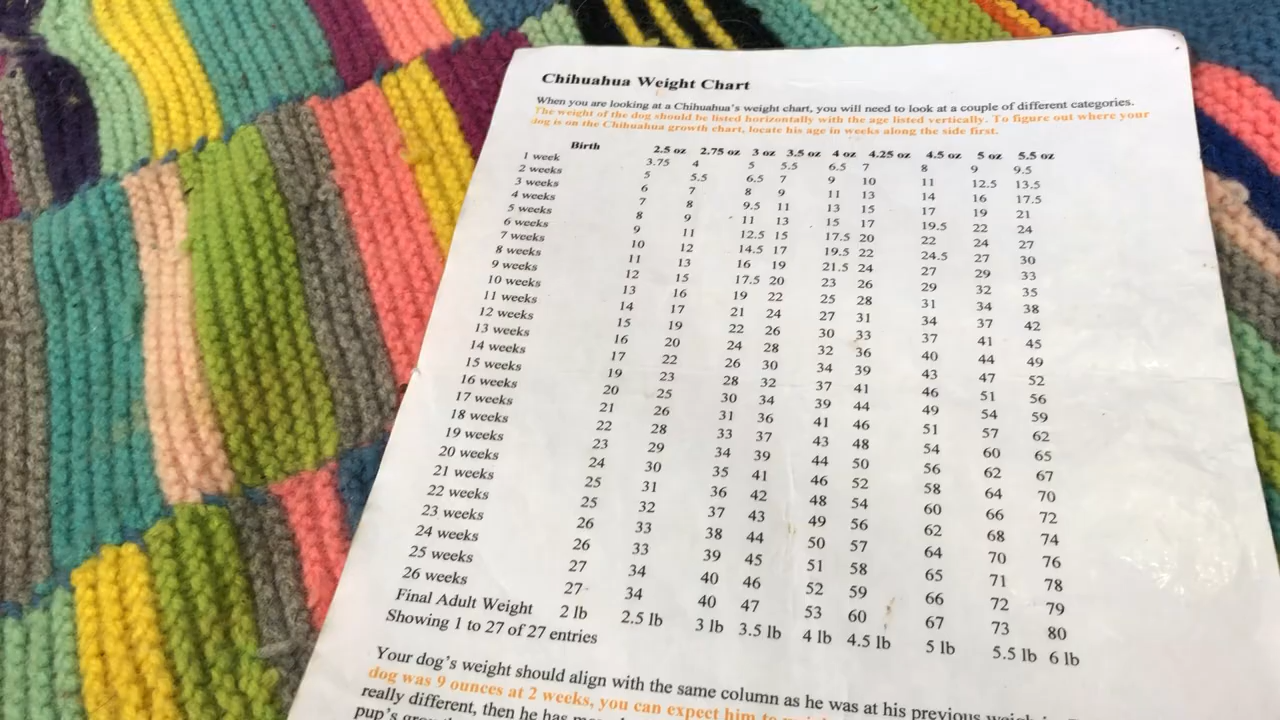 Chihuahua Weight Chart
When you are looking at a Chihuahua's weight chart, you will need to look at a couple of different categories.
The weight of the dog should be listed horizontally with the age listed vertically. To figure out where your
dog is on the Chihuahua growth chart, locate his age in weeks along the side first.
Birth 2.5 oz 2.75 oz 3 oz 3.5 oz 4 oz 4.25 oz 4.5 oz 5 oz 5.5 oz
1 week 3.75 4 5 5.5 6.5 7 8 9 9.5
2 weeks 5 5.5 6.5 7 9 10 11 12.5 13.5
3 weeks 6 7 8 9 11 13 14 16 17.5
4 weeks 7 8 9.5 11 13 15 17 19 21
5 weeks 8 9 11 13 15 17 19.5 22 24
6 weeks 9 11 12.5 15 17.5 20 22 24 27
7 weeks 10 12 14.5 17 19.5 22 24.5 27 30
8 weeks 11 13 16 19 21.5 24 27 29 33
9 weeks 12 15 17.5 20 23 26 29 32 35
10 weeks 13 16 19 22 25 28 31 34 38
11 weeks 14 17 21 24 27 31 34 37 42
12 weeks 15 19 22 26 30 33 37 41 45
13 weeks 16 20 24 28 32 36 40 44 49
14 weeks 17 22 26 30 34 39 43 47 52
15 weeks 19 23 28 32 37 41 46 51 56
16 weeks 20 25 30 34 39 44 49 54 59
17 weeks 21 26 31 36 41 46 51 57 62
18 weeks 22 28 33 37 43 48 54 60 65
19 weeks 23 29 34 39 44 50 56 62 67
20 weeks 24 30 35 41 46 52 58 64 70
21 weeks 25 31 36 42 48 54 60 66 72
22 weeks 25 32 37 43 49 56 62 68 74
23 weeks 26 33 38 44 50 57 64 70 76
24 weeks 26 33 39 45 51 58 65 71 78
25 weeks 27 34 40 46 52 59 66 72 79
26 weeks 27 34 40 47 53 60 67 73 80
Final Adult Weight 2 lb 2.5 lb 3 lb 3.5 lb 4 lb 4.5 lb 5 lb 5.5 lb 6 lb
Showing 1 to 27 of 27 entries
Your dog's weight should align with the same column as he was at his previous
dog was 9 ounces at 2 weeks, you can expect him to
really different, then he has
pup's